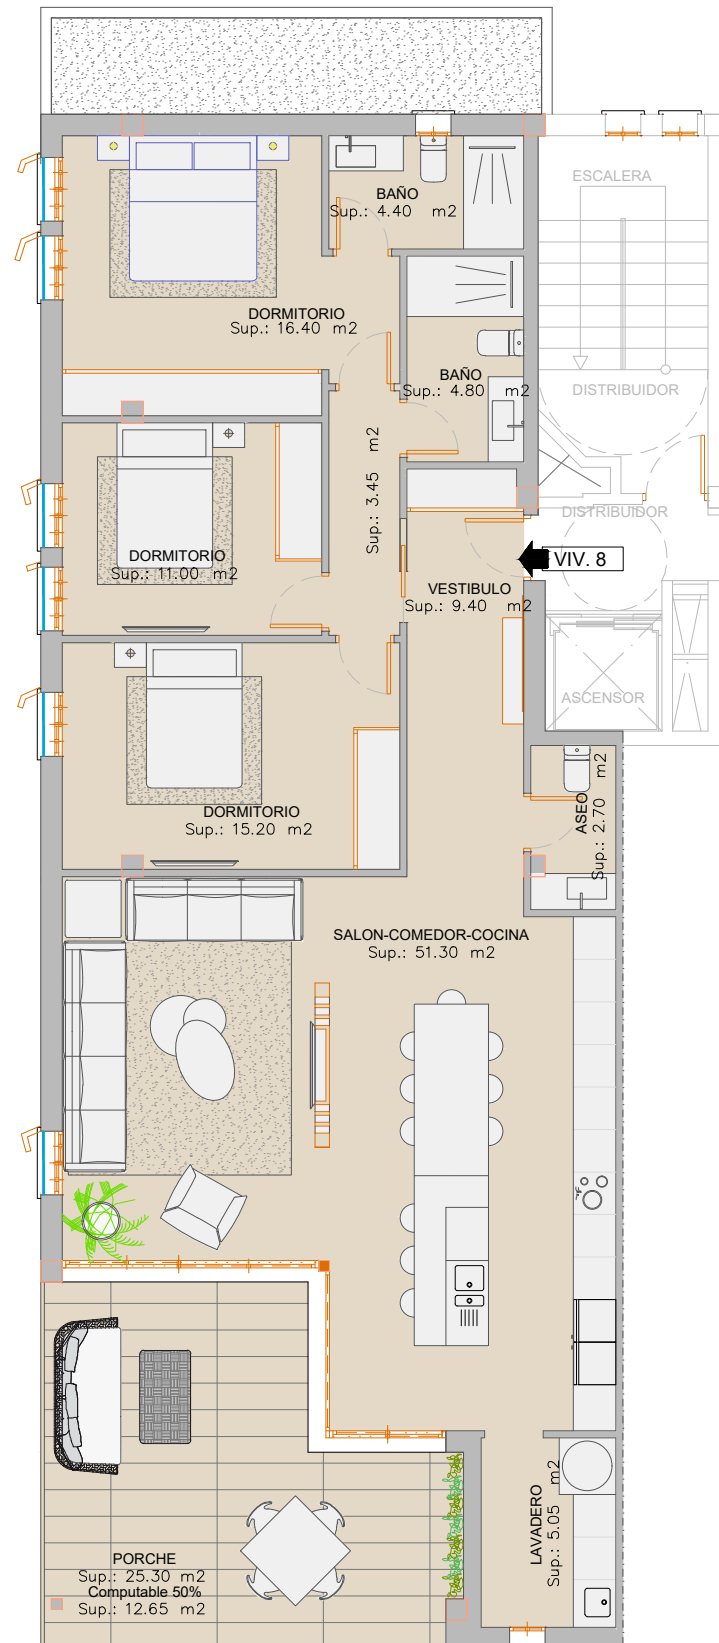 ESCALERA
BAÑO
Sup.: 4.40 m2
DORMITORIO
Sup.: 16.40 m2
BAÑO
Sup.: 4.80 m2
DISTRIBUIDOR
Sup.: 3.45 m2
DISTRIBUIDOR
DORMITORIO
Sup.: 11.00 m2
VIV. 8
VESTIBULO
Sup.: 9.40 m2
ASCENSOR
DORMITORIO
Sup.: 15.20 m2
ASEO
Sup.: 2.70 m2
SALON-COMEDOR-COCINA
Sup.: 51.30 m2
LAVADERO
Sup.: 5.05 m2
PORCHE
Sup.: 25.30 m2
Computable 50%
Sup.: 12.65 m2